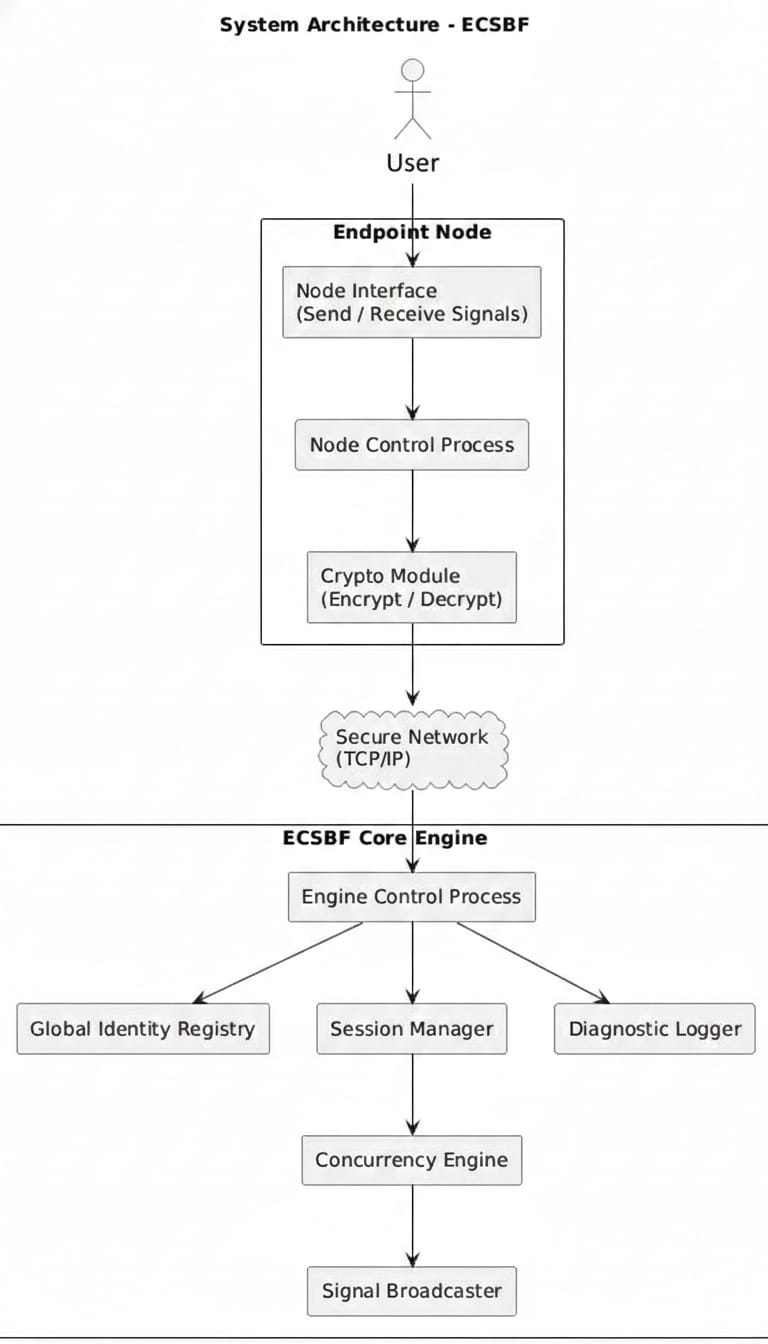 System Architecture - ECSBF
User
Endpoint Node
Node Interface
(Send / Receive Signals)
Node Control Process
Crypto Module
(Encrypt / Decrypt)
Secure Network
(TCP/IP)
ECSBF Core Engine
Engine Control Process
Global Identity Registry
Session Manager
Diagnostic Logger
Concurrency Engine
Signal Broadcaster